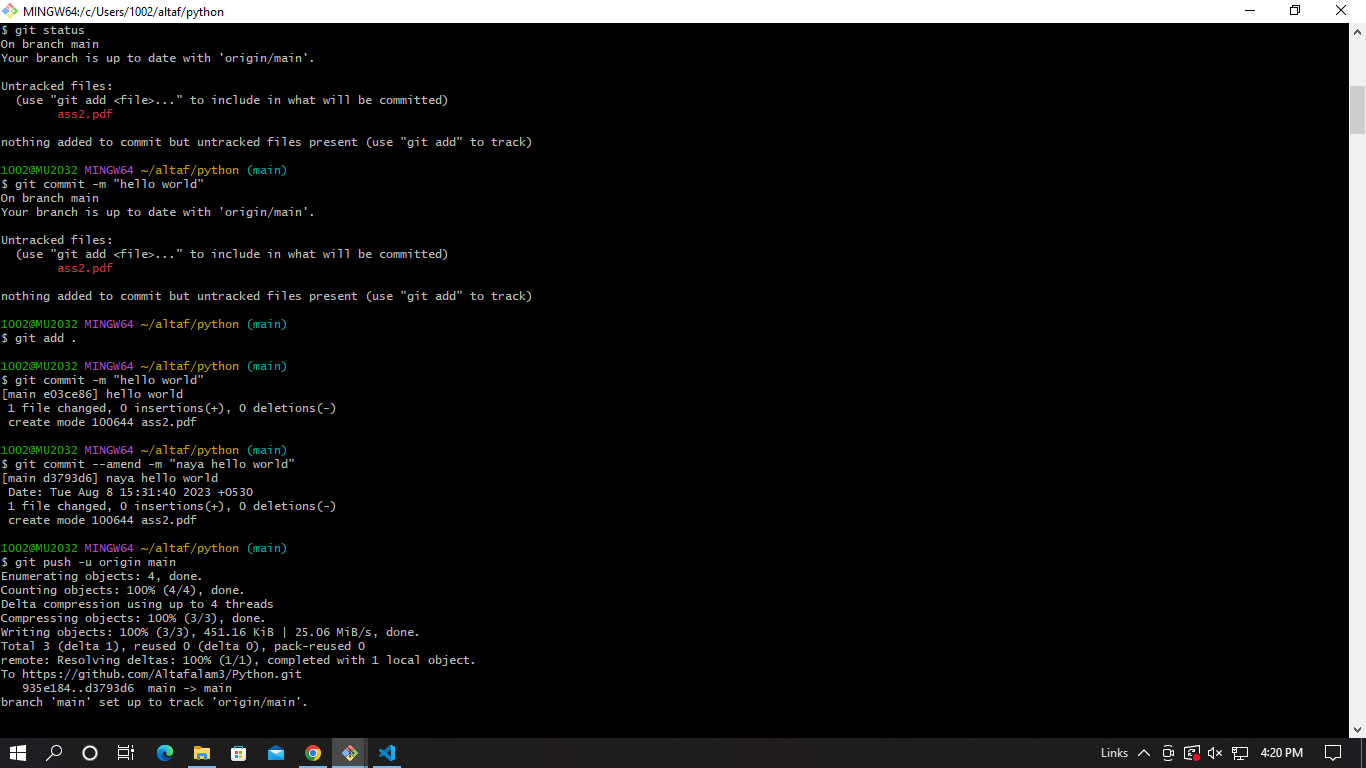 MINGW64:/c/Users/1002/altaf/python
$ git status
On branch main
Your branch is up to date with 'origin/main'.
Untracked files:
  (use "git add <file>..." to include in what will be committed)
        ass2.pdf
nothing added to commit but untracked files present (use "git add" to track)
1002@MU2032 MINGW64 ~/altaf/python (main)
$ git commit -m "hello world"
On branch main
Your branch is up to date with 'origin/main'.
Untracked files:
  (use "git add <file>..." to include in what will be committed)
        ass2.pdf
nothing added to commit but untracked files present (use "git add" to track)
1002@MU2032 MINGW64 ~/altaf/python (main)
$ git add .
1002@MU2032 MINGW64 ~/altaf/python (main)
$ git commit -m "hello world"
[main e03ce86] hello world
 1 file changed, 0 insertions(+), 0 deletions(-)
 create mode 100644 ass2.pdf
1002@MU2032 MINGW64 ~/altaf/python (main)
$ git commit --amend -m "naya hello world"
[main d3793d6] naya hello world
 Date: Tue Aug 8 15:31:40 2023 +0530
 1 file changed, 0 insertions(+), 0 deletions(-)
 create mode 100644 ass2.pdf
1002@MU2032 MINGW64 ~/altaf/python (main)
$ git push -u origin main
Enumerating objects: 4, done.
Counting objects: 100% (4/4), done.
Delta compression using up to 4 threads
Compressing objects: 100% (3/3), done.
Writing objects: 100% (3/3), 451.16 KiB | 25.06 MiB/s, done.
Total 3 (delta 1), reused 0 (delta 0), pack-reused 0
remote: Resolving deltas: 100% (1/1), completed with 1 local object.
To https://github.com/Altafalam3/Python.git
   935e184..d3793d6  main -> main
branch 'main' set up to track 'origin/main'.
Links
4:20 PM